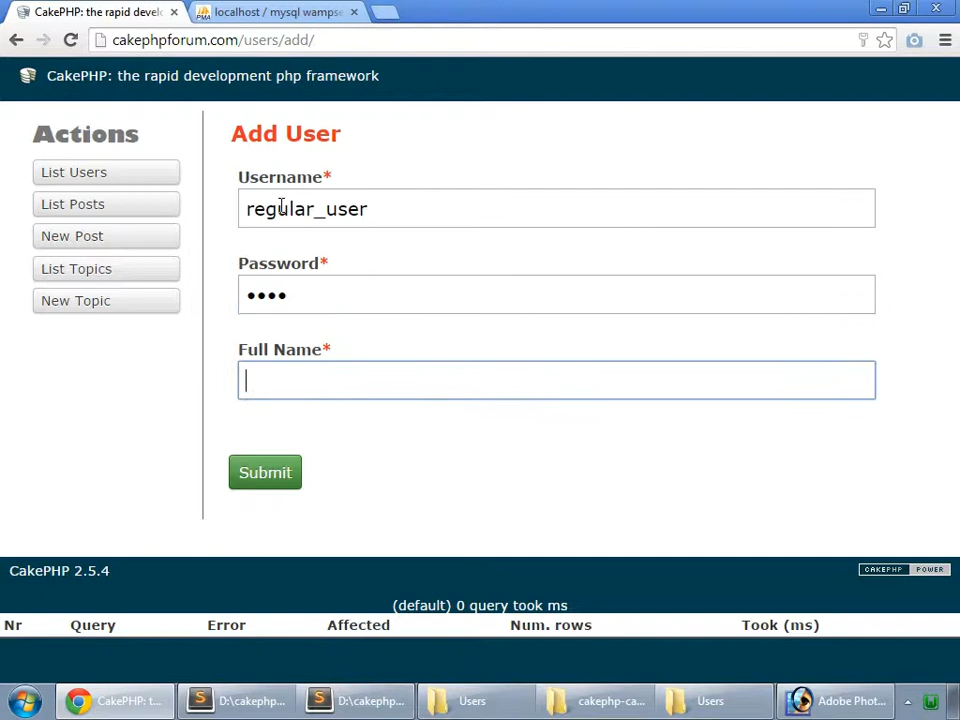 CakePHP: the rapid devel
localhost / mysql wampse
cakephpforum.com/users/add/
CakePHP: the rapid development php framework
Actions
List Users
List Posts
New Post
List Topics
New Topic
Add User
Username*
regular_user
Password*
••••
Full Name*
Submit
CakePHP 2.5.4
CAKEPHP POWER
(default) 0 query took ms
Nr Query Error Affected Num. rows Took (ms)
CakePHP: t... D:\cakephp... D:\cakephp... Users cakephp-ca... Users Adobe Phot...